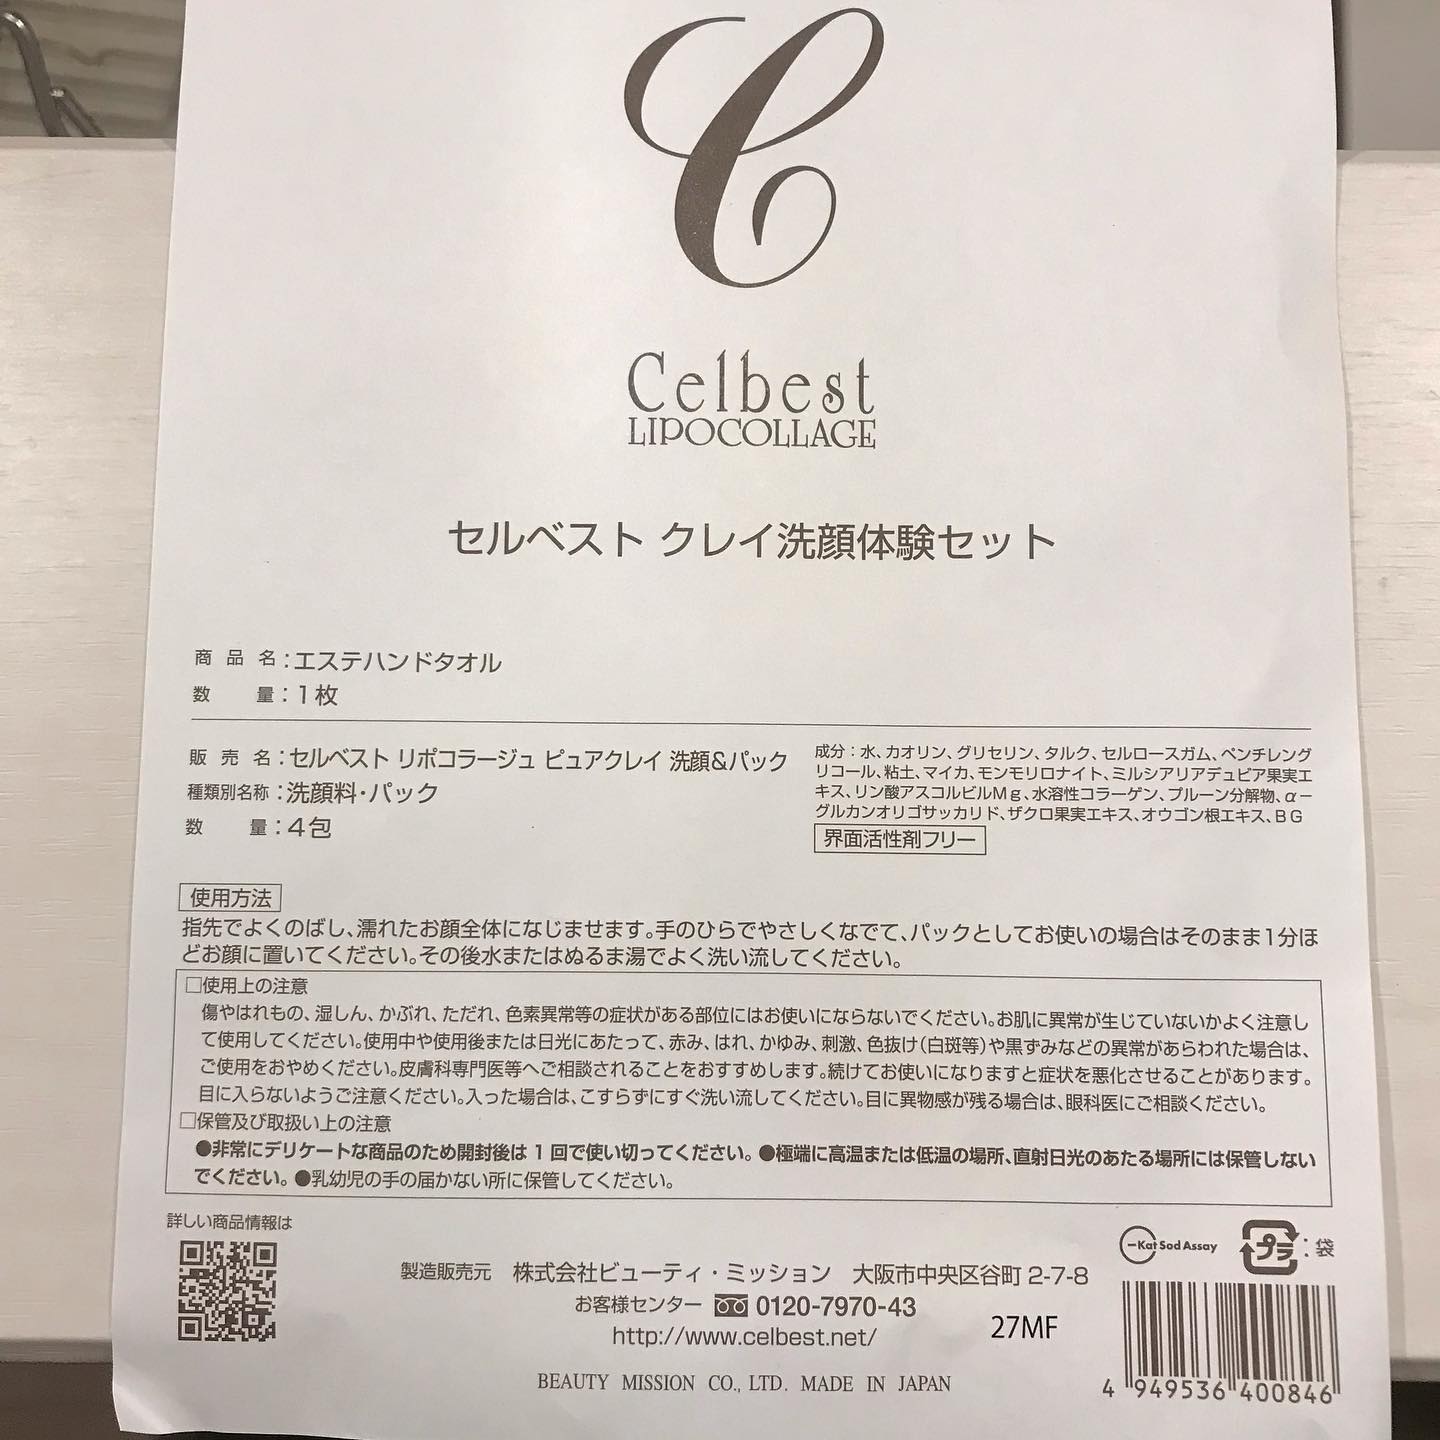 C
Celbest
LIPOCOLLAGE
セルベスト クレイ洗顔体験セット
商品名:エステハンドタオル
数量:1枚
販売名:セルベスト リポコラージュ ピュアクレイ 洗顔&パック
種類別名称:洗顔料・パック
数量:4包
成分:水、カオリン、グリセリン、タルク、セルロースガム、ペンチレング
リコール、粘土、マイカ、モンモリロナイト、ミルシアリアデュビア果実エ
キス、リン酸アスコルビルMg、水溶性コラーゲン、プルーン分解物、α-
グルカンオリゴサッカリド、ザクロ果実エキス、オウゴン根エキス、BG
界面活性剤フリー
使用方法
指先でよくのばし、濡れたお顔全体になじませます。手のひらでやさしくなでて、パックとしてお使いの場合はそのまま1分ほ
どお顔に置いてください。その後水またはぬるま湯でよく洗い流してください。
□使用上の注意
傷やはれもの、湿しん、かぶれ、ただれ、色素異常等の症状がある部位にはお使いにならないでください。お肌に異常が生じていないかよく注意し
て使用してください。使用中や使用後または日光にあたって、赤み、はれ、かゆみ、刺激、色抜け(白斑等)や黒ずみなどの異常があらわれた場合は、
ご使用をおやめください。皮膚科専門医等へご相談されることをおすすめします。続けてお使いになりますと症状を悪化させることがあります。
目に入らないようご注意ください。入った場合は、こすらずにすぐ洗い流してください。目に異物感が残る場合は、眼科医にご相談ください。
□保管及び取扱い上の注意
●非常にデリケートな商品のため開封後は1回で使い切ってください。●極端に高温または低温の場所、直射日光のあたる場所には保管しない
でください。●乳幼児の手の届かない所に保管してください。
詳しい商品情報は
Kat Sod Assay
プラ:袋
製造販売元 株式会社ビューティ・ミッション 大阪市中央区谷町2-7-8
お客様センター 0120-7970-43
http://www.celbest.net/
27MF
BEAUTY MISSION CO., LTD. MADE IN JAPAN
4 949536 400846